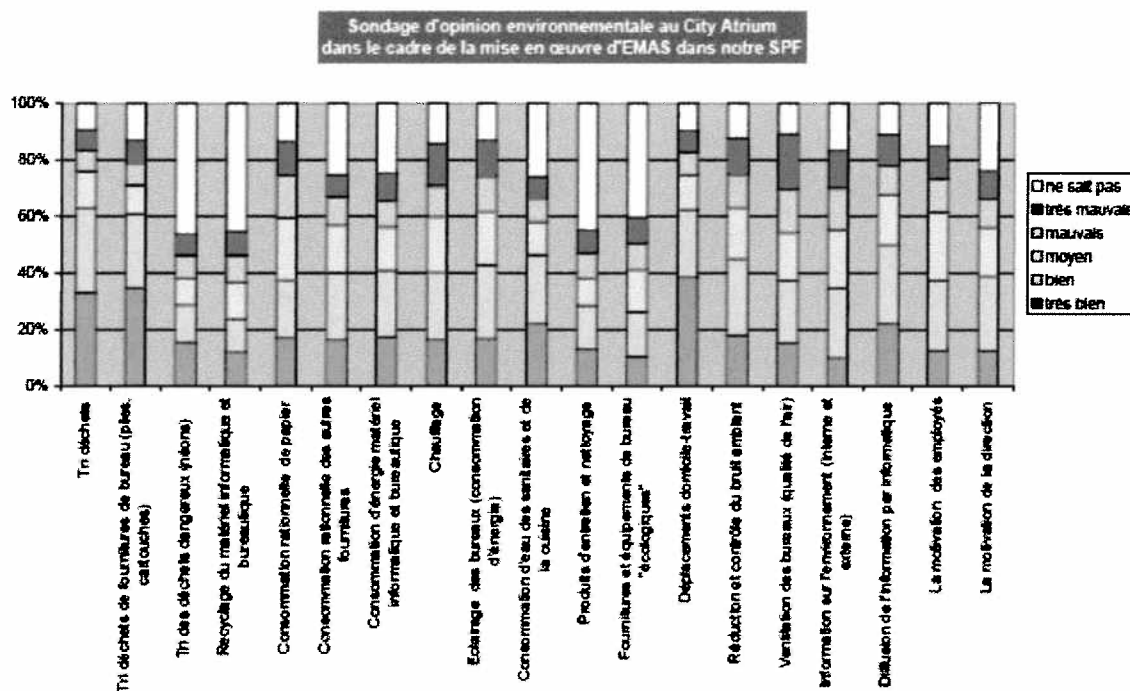 Sondage d'opinion environnementale au City Atrium
dans le cadre de la mise en œuvre d'EMAS dans notre SPF
100%
80%
60%
40%
20%
0%
ne sait pas
très mauvais
mauvais
moyen
bien
très bien
Tri déchets
Tri déchets de fournitures de bureau (piles,
cartouches)
Tri des déchets dangereux (néons)
Recyclage du matériel informatique et
bureautique
Consommation rationnelle de papier
Consommation rationnelle des autres
fournitures
Consommation d'énergie matériel
informatique et bureautique
Chauffage
Eclairage des bureaux (consommation
d'énergie)
Consommation d'eau des sanitaires et de
la cuisine
Produits d'entretien et nettoyage
Fournitures et équipements de bureau
"écologiques"
Déplacements domicile-travail
Réduction et contrôle du bruit ambiant
Ventilation des bureaux (qualité de l'air)
Information sur l'environnement (interne et
externe)
Diffusion de l'information par informatique
La motivation des employés
La motivation de la direction